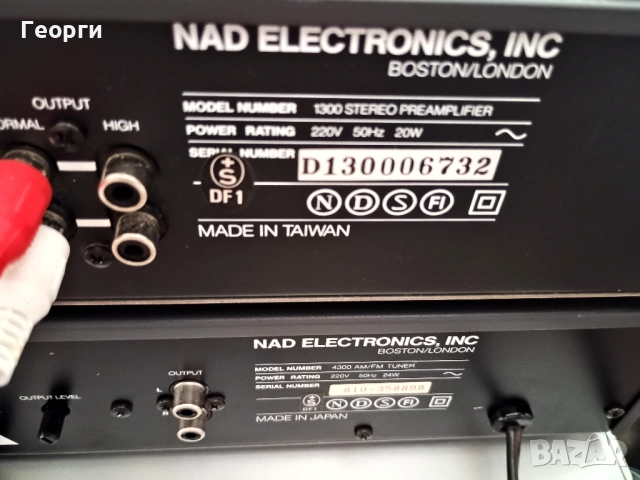 Георги
NAD ELECTRONICS, INC
BOSTON/LONDON
OUTPUT
HIGH
MODEL NUMBER 1300 STEREO PREAMPLIFIER
POWER RATING 220V 50Hz 20W
SERIAL NUMBER D130006732
+
S
DF1
N D S FI
MADE IN TAIWAN
NAD ELECTRONICS, INC
BOSTON/LONDON
OUTPUT
L
OUTPUT LEVEL
MODEL NUMBER 4300 AM/FM TUNER
POWER RATING 220V 50Hz 24W
SERIAL NUMBER
+
S
DF1
N D S FI
MADE IN JAPAN
BAZAR